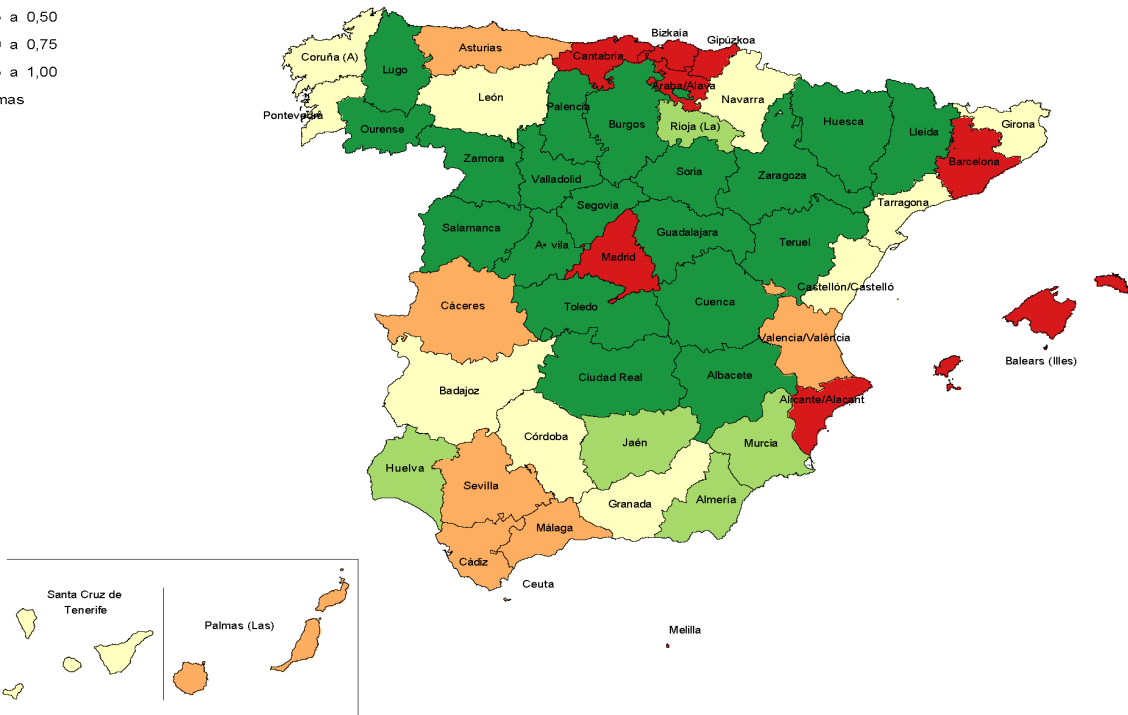 a 0,50
a 0,75
a 1,00
Bizkaia
Gipúzkoa
Asturias
Cantabria
Coruña (A)
Lugo
Araba/Alava
León
Navarra
Palencia
Pontevedra
Burgos
Rioja (La)
Huesca
Girona
Ourense
Lleida
Zamora
Barcelona
Soria
Zaragoza
Valladolid
Segovia
Tarragona
Salamanca
Guadalajara
Teruel
A• vila
Madrid
Castellón/Castelló
Cáceres
Toledo
Cuenca
Valencia/València
Balears (Illes)
Ciudad Real
Albacete
Badajoz
Alicante/Alacant
Córdoba
Jaén
Murcia
Huelva
Sevilla
Granada
Almería
Málaga
Cádiz
Ceuta
Santa Cruz de
Tenerife
Palmas (Las)
Melilla